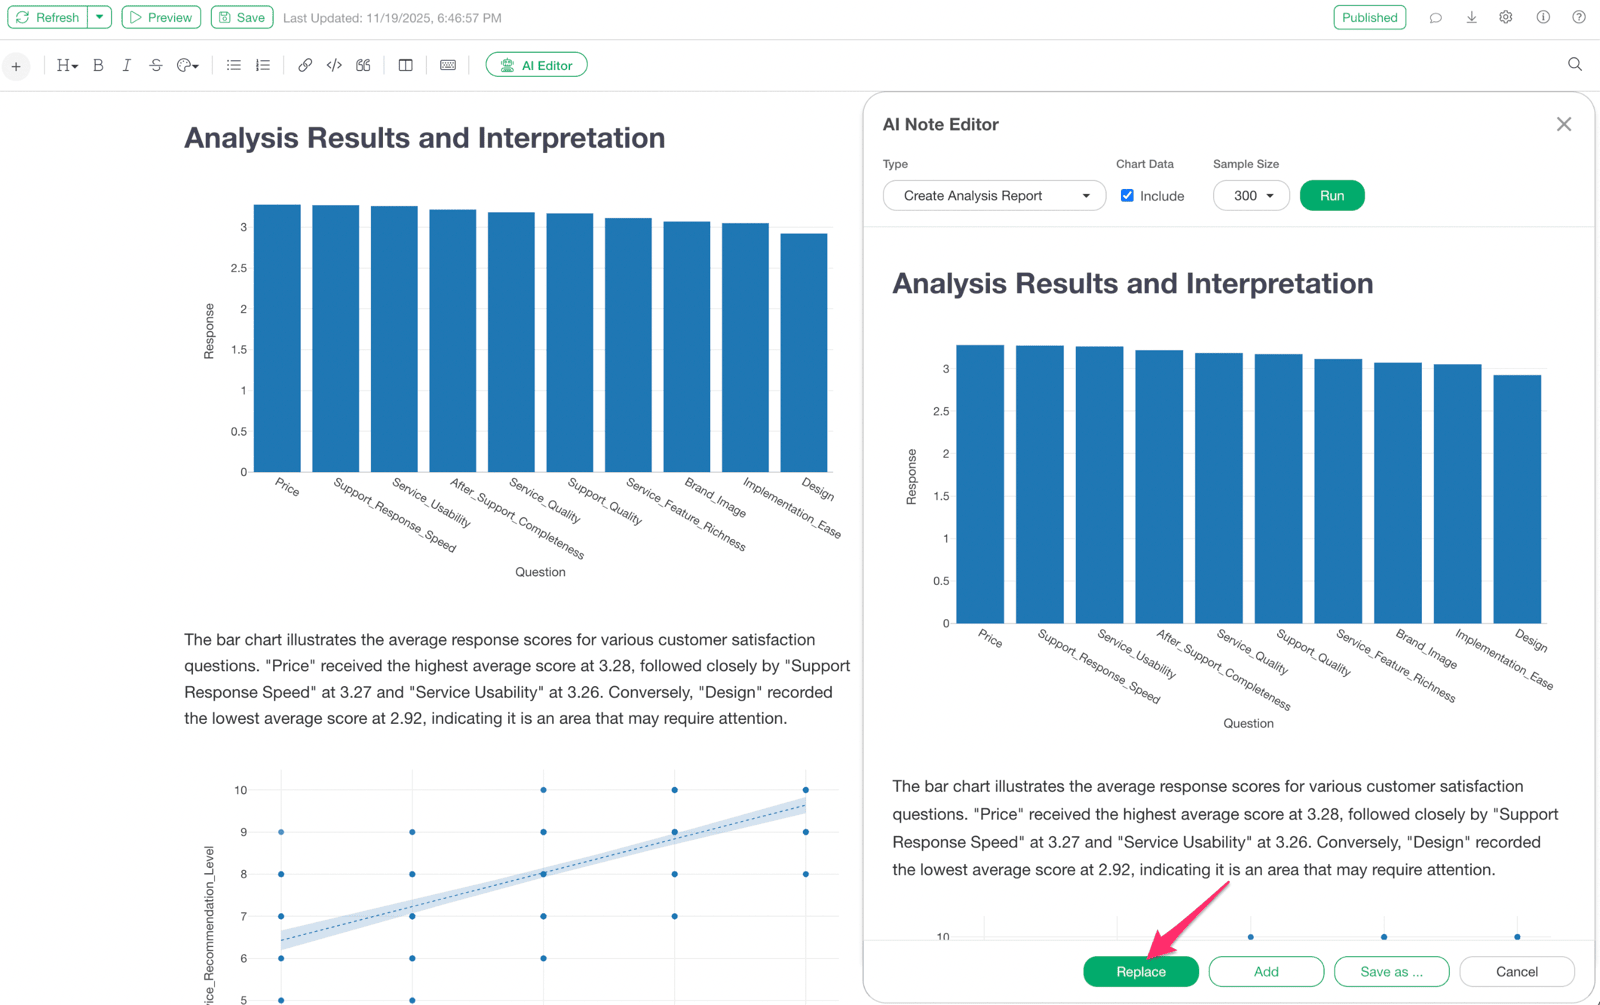 Refresh
Preview
Save
Last Updated: 11/19/2025, 6:46:57 PM
Published
H
B
I
S
AI Editor
Analysis Results and Interpretation
3
2.5
2
1.5
1
0.5
0
Response
Price
Support_Response_Speed
Service_Usability
After_Support_Completeness
Service_Quality
Support_Quality
Service_Feature_Richness
Brand_Image
Implementation_Ease
Design
Question
The bar chart illustrates the average response scores for various customer satisfaction
questions. "Price" received the highest average score at 3.28, followed closely by "Support
Response Speed" at 3.27 and "Service Usability" at 3.26. Conversely, "Design" recorded
the lowest average score at 2.92, indicating it is an area that may require attention.
10
9
8
7
6
5
ice_Recommendation_Level
AI Note Editor
Type
Chart Data
Sample Size
Create Analysis Report
Include
300
Run
Analysis Results and Interpretation
3
2.5
2
1.5
1
0.5
0
Response
Price
Support_Response_Speed
Service_Usability
After_Support_Completeness
Service_Quality
Support_Quality
Service_Feature_Richness
Brand_Image
Implementation_Ease
Design
Question
The bar chart illustrates the average response scores for various customer satisfaction
questions. "Price" received the highest average score at 3.28, followed closely by "Support
Response Speed" at 3.27 and "Service Usability" at 3.26. Conversely, "Design" recorded
the lowest average score at 2.92, indicating it is an area that may require attention.
10
Replace
Add
Save as ...
Cancel